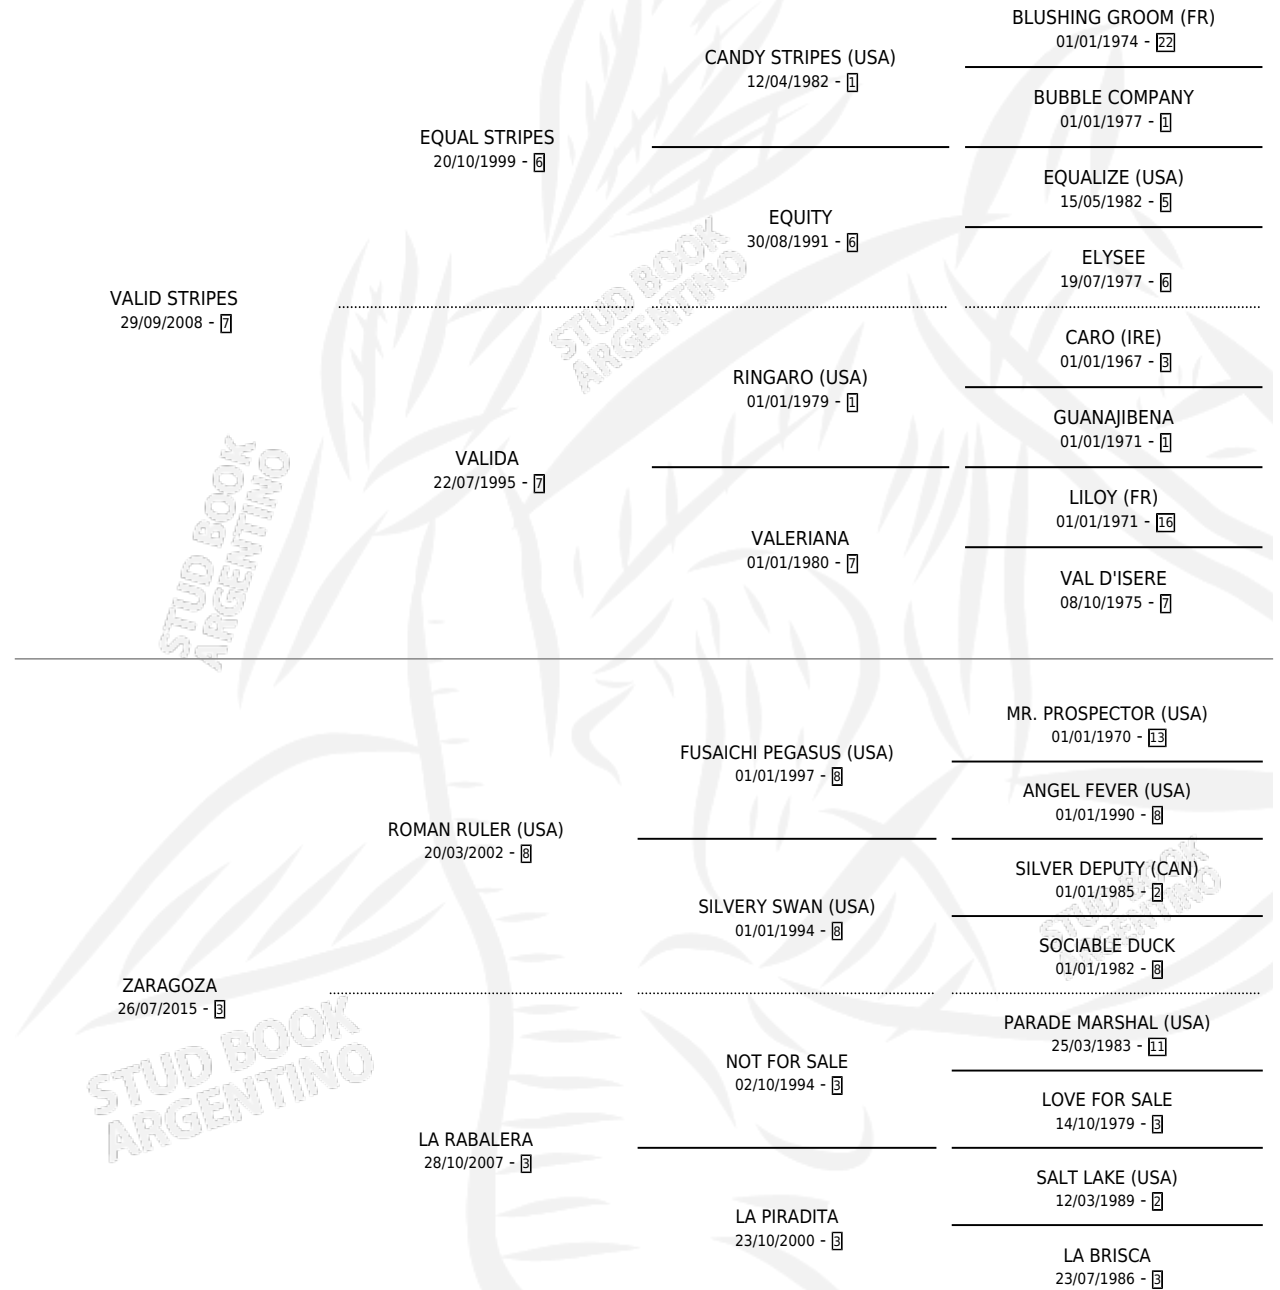 BLUSHING GROOM (FR)
01/01/1974 - 22
CANDY STRIPES (USA)
12/04/1982 - 1
BUBBLE COMPANY
01/01/1977 - 1
EQUAL STRIPES
20/10/1999 - 6
EQUALIZE (USA)
15/05/1982 - 5
EQUITY
30/08/1991 - 6
ELYSEE
19/07/1977 - 6
VALID STRIPES
29/09/2008 - 7
CARO (IRE)
01/01/1967 - 3
RINGARO (USA)
01/01/1979 - 1
GUANAJIBENA
01/01/1971 - 1
VALIDA
22/07/1995 - 7
LILOY (FR)
01/01/1971 - 16
VALERIANA
01/01/1980 - 7
VAL D'ISERE
08/10/1975 - 7
STUD BOOK
ARGENTINO
STUD BOOK
ARGENTINO
MR. PROSPECTOR (USA)
01/01/1970 - 13
FUSAICHI PEGASUS (USA)
01/01/1997 - 8
ANGEL FEVER (USA)
01/01/1990 - 8
ROMAN RULER (USA)
20/03/2002 - 8
SILVER DEPUTY (CAN)
01/01/1985 - 2
SILVERY SWAN (USA)
01/01/1994 - 8
SOCIABLE DUCK
01/01/1982 - 8
ZARAGOZA
26/07/2015 - 3
PARADE MARSHAL (USA)
25/03/1983 - 11
NOT FOR SALE
02/10/1994 - 3
LOVE FOR SALE
14/10/1979 - 3
LA RABALERA
28/10/2007 - 3
SALT LAKE (USA)
12/03/1989 - 2
LA PIRADITA
23/10/2000 - 3
LA BRISCA
23/07/1986 - 3
STUD BOOK
ARGENTINO
STUD BOOK
ARGENTINO